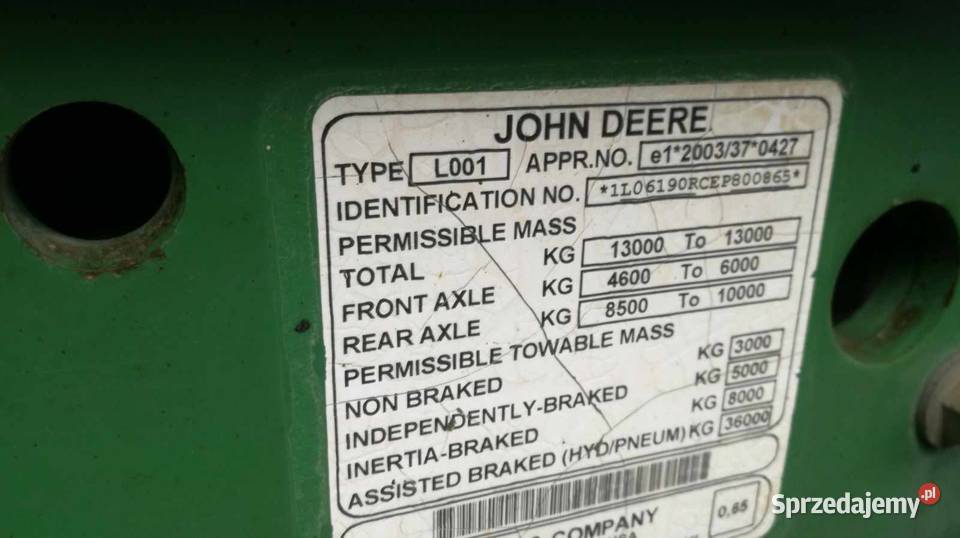 JOHN DEERE
TYPE L001 APPR.NO. e1*2003/37*0427
IDENTIFICATION NO. *1L06190RCEP800865*
PERMISSIBLE MASS
TOTAL KG 13000 To 13000
FRONT AXLE KG 4600 To 6000
REAR AXLE KG 8500 To 10000
PERMISSIBLE TOWABLE MASS
NON BRAKED KG 3000
INDEPENDENTLY-BRAKED KG 5000
INERTIA-BRAKED KG 8000
ASSISTED BRAKED (HYD/PNEUM) KG 36000
COMPANY 0,65
Sprzedajemy.pl